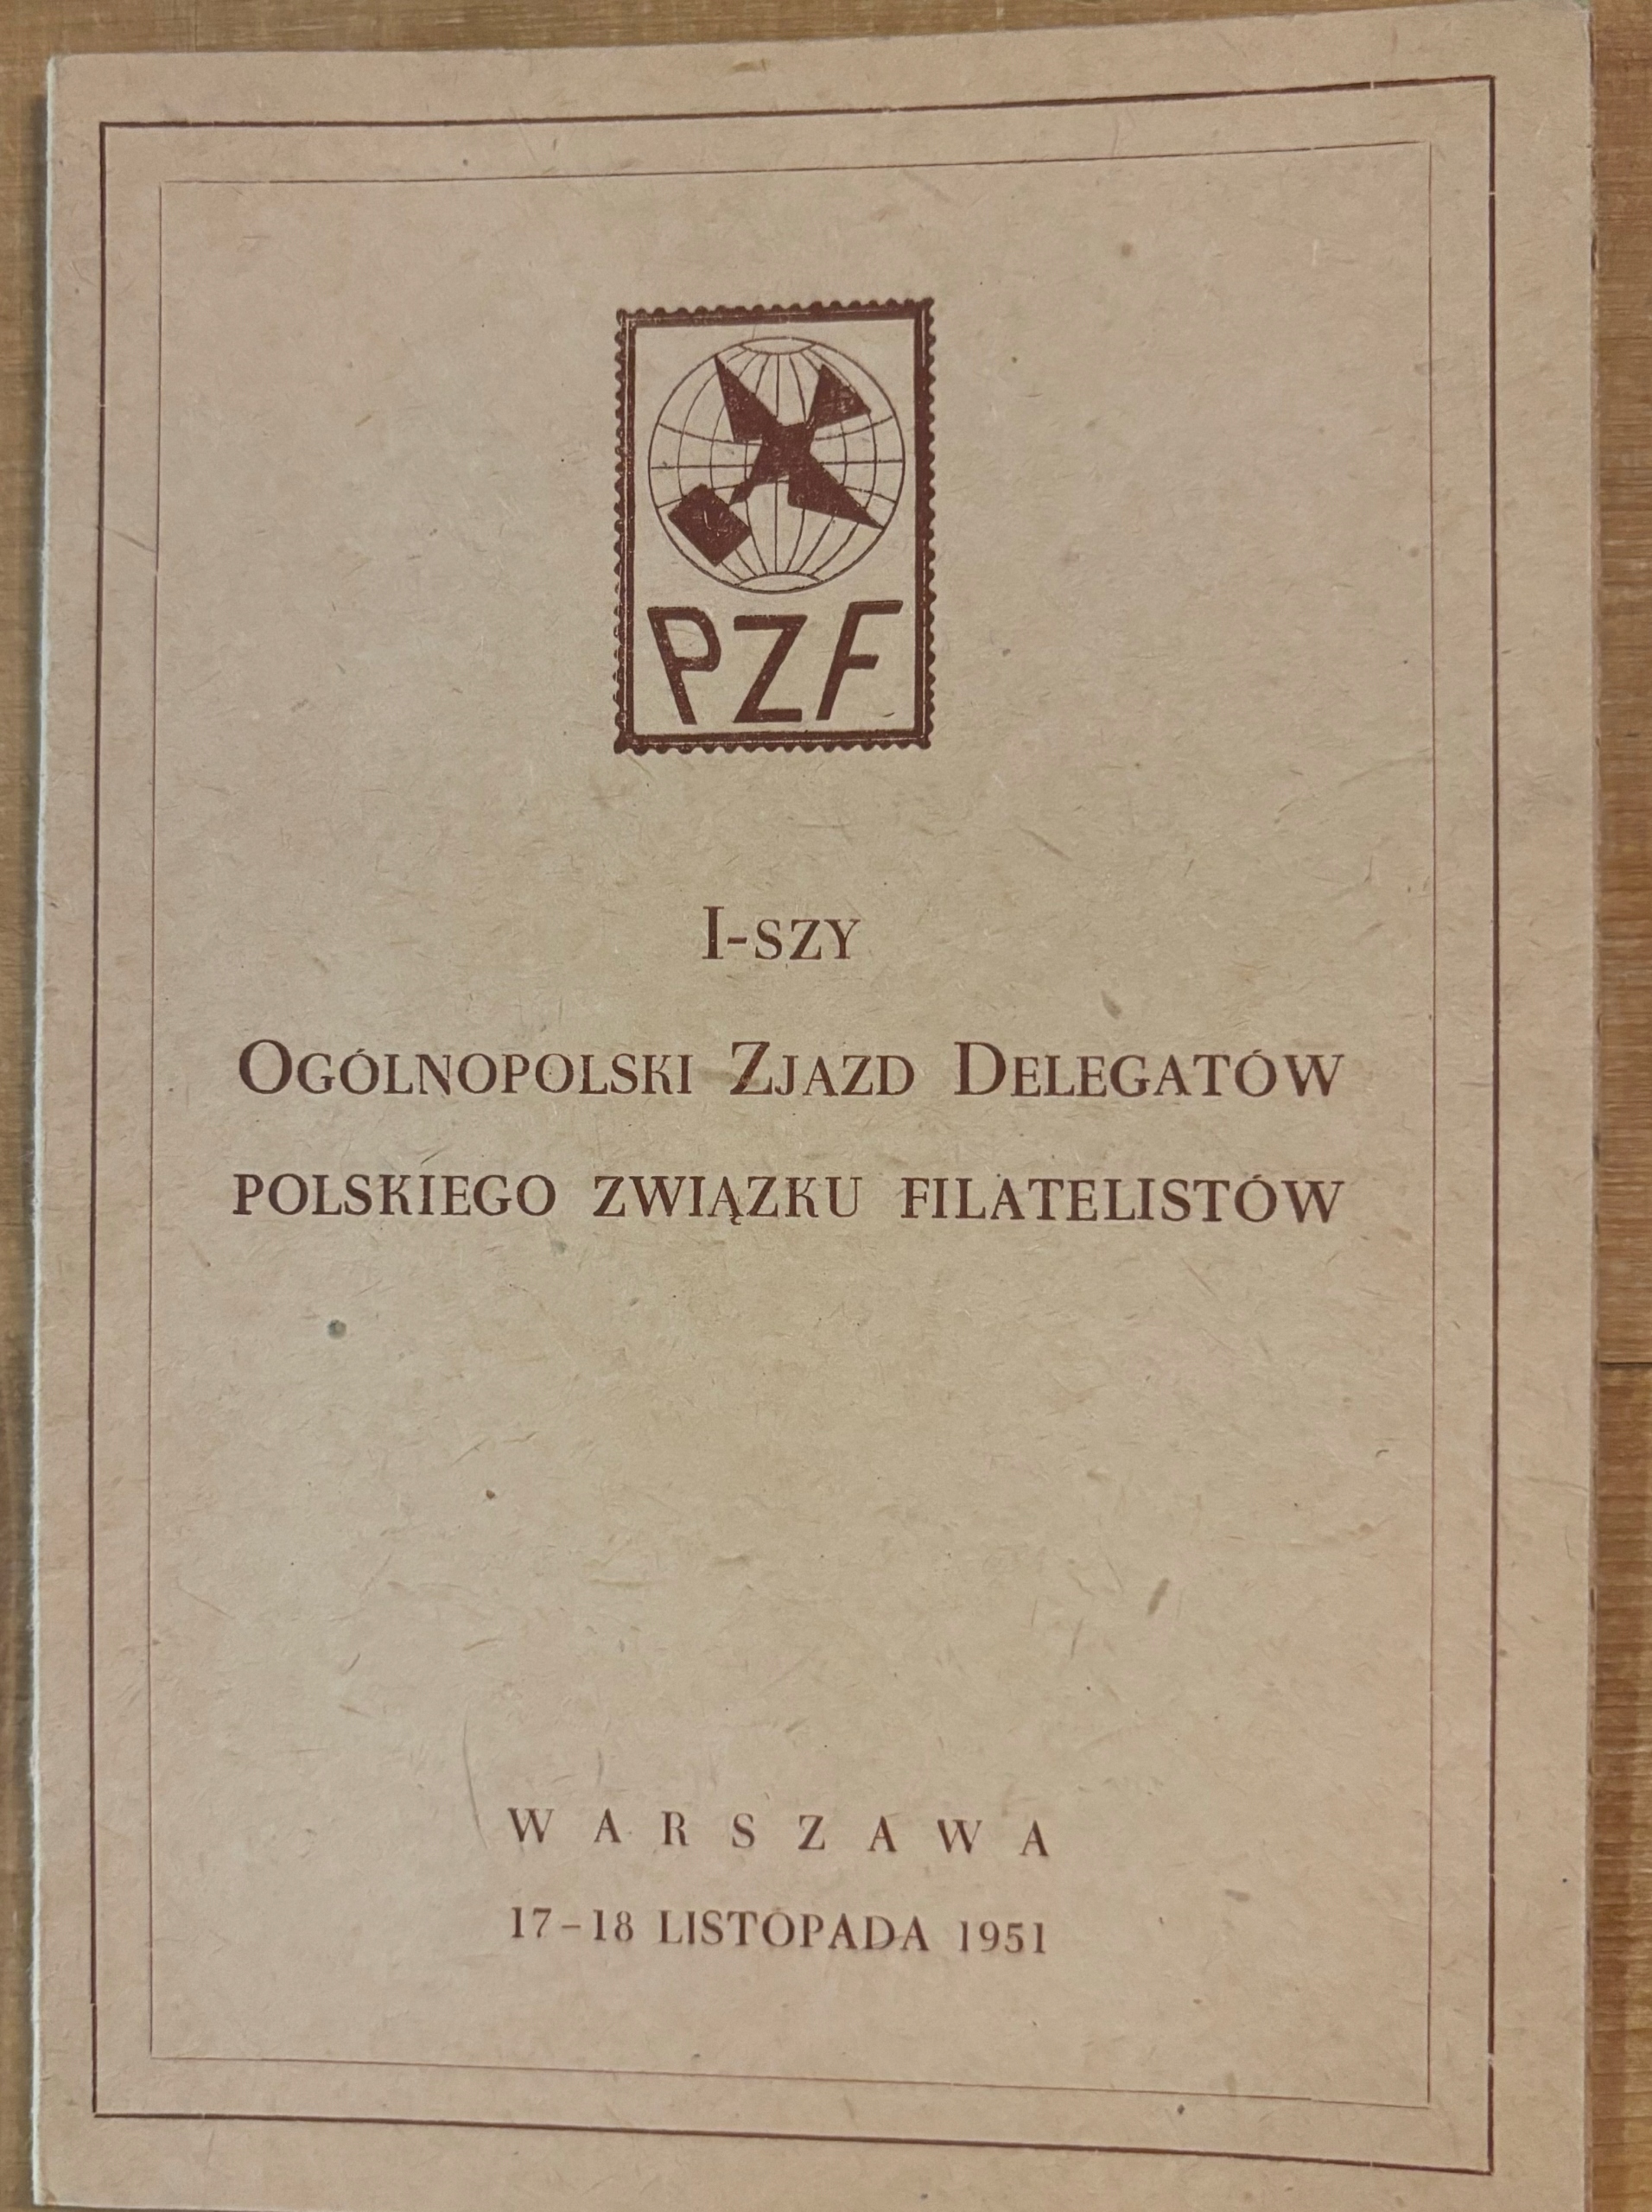 PZF
I-SZY
OGÓLNOPOLSKI ZJAZD DELEGATÓW
POLSKIEGO ZWIĄZKU FILATELISTÓW
WARSZAWA
17-18 LISTOPADA 1951